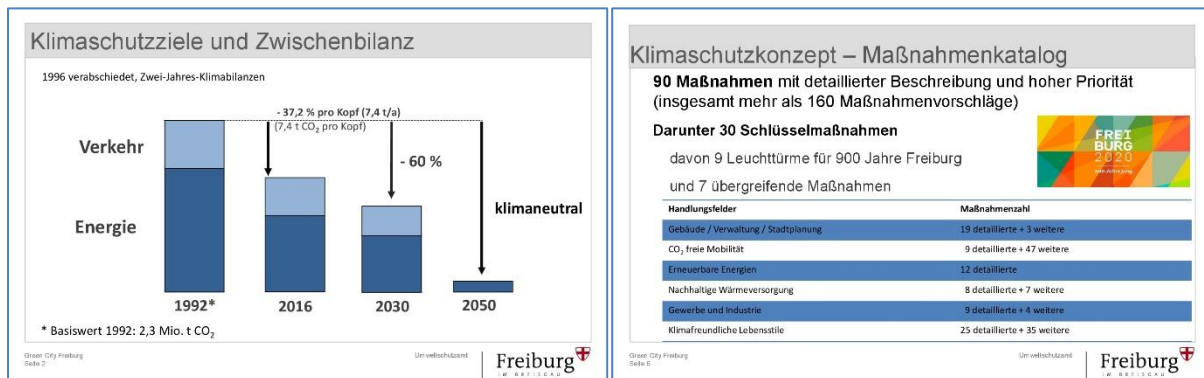 Klimaschutzziele und Zwischenbilanz
1996 verabschiedet, Zwei-Jahres-Klimabilanzen
- 37,2 % pro Kopf (7,4 t/a)
(7,4 t CO2 pro Kopf)
Verkehr
- 60 %
Energie
klimaneutral
1992*
2016
2030
2050
* Basiswert 1992: 2,3 Mio. t CO2
Green City Freiburg
Seite 2
Umweltschutzamt
Freiburg
IM BREISGAU
Klimaschutzkonzept – Maßnahmenkatalog
90 Maßnahmen mit detaillierter Beschreibung und hoher Priorität
(insgesamt mehr als 160 Maßnahmenvorschläge)
Darunter 30 Schlüsselmaßnahmen
FREI
BURG
2020
davon 9 Leuchttürme für 900 Jahre Freiburg
und 7 übergreifende Maßnahmen
Handlungsfelder Maßnahmenzahl
Gebäude / Verwaltung / Stadtplanung 19 detaillierte + 3 weitere
CO2 freie Mobilität 9 detaillierte + 47 weitere
Erneuerbare Energien 12 detaillierte
Nachhaltige Wärmeversorgung 8 detaillierte + 7 weitere
Gewerbe und Industrie 9 detaillierte + 4 weitere
Klimafreundliche Lebensstile 25 detaillierte + 35 weitere
Green City Freiburg
Seite 6
Umweltschutzamt
Freiburg
IM BREISGAU